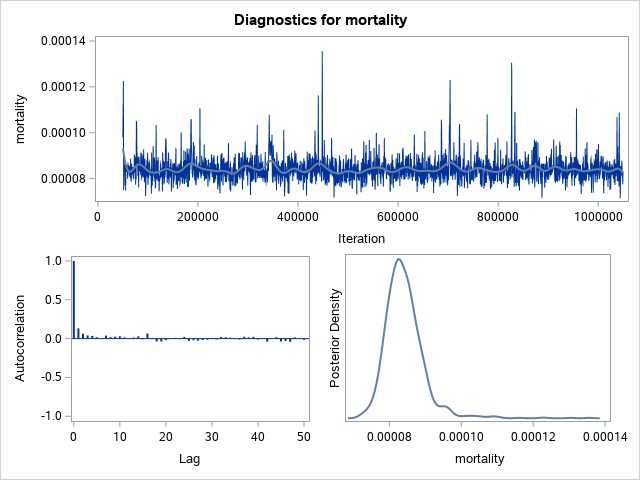 Diagnostics for mortality
mortality
0.00014
0.00012
0.00010
0.00008
0 200000 400000 600000 800000 1000000
Iteration
Autocorrelation
1.0
0.5
0.0
-0.5
-1.0
0 10 20 30 40 50
Lag
Posterior Density
0.00008 0.00010 0.00012 0.00014
mortality